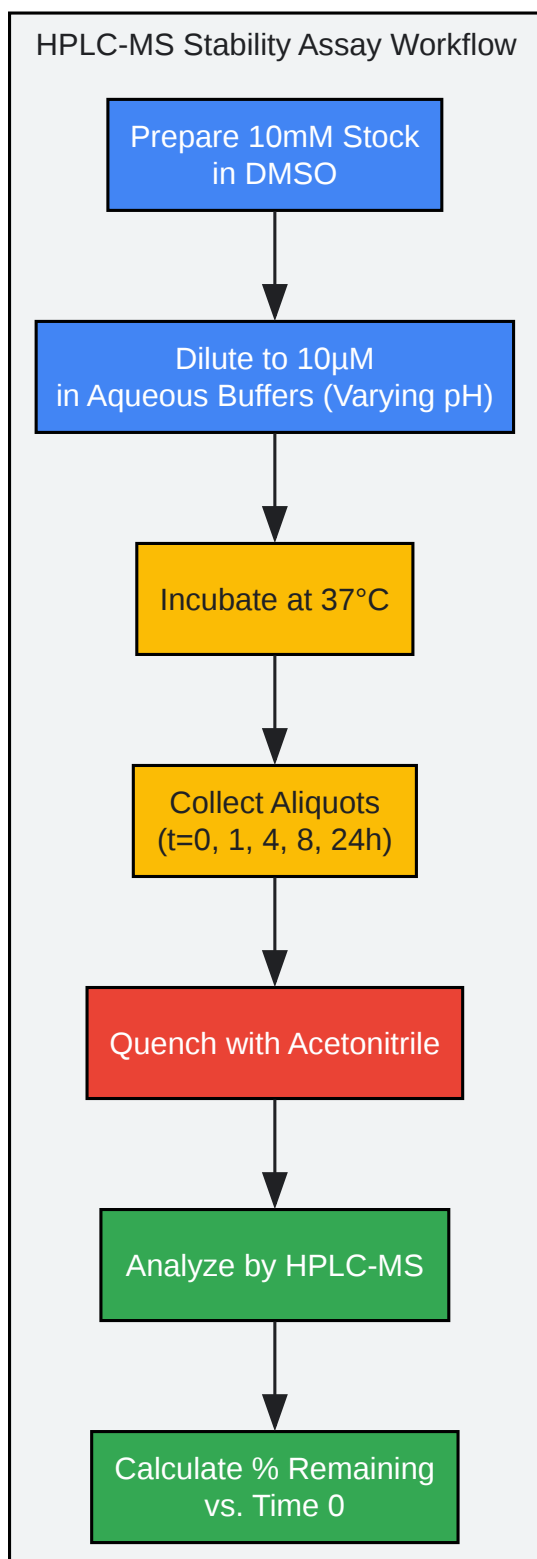 HPLC-MS Stability Assay Workflow
Prepare 10mM Stock
in DMSO
Dilute to 10µM
in Aqueous Buffers (Varying pH)
Incubate at 37°C
Collect Aliquots
(t=0, 1, 4, 8, 24h)
Quench with Acetonitrile
Analyze by HPLC-MS
Calculate % Remaining
vs. Time 0